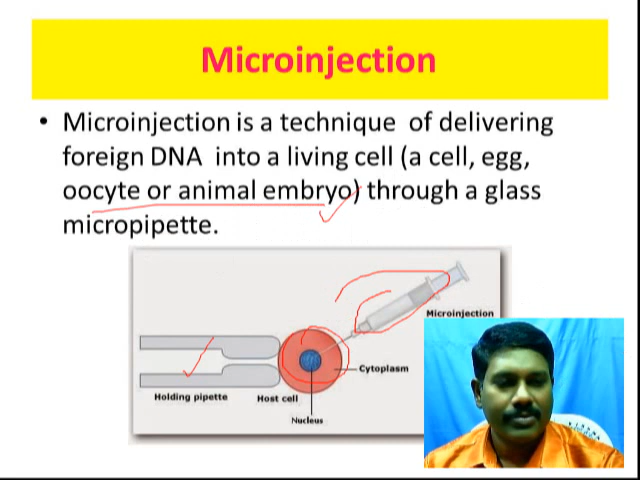 Microinjection
• Microinjection is a technique of delivering
foreign DNA into a living cell (a cell, egg,
oocyte or animal embryo) through a glass
micropipette.
Microinjection
Cytoplasm
Holding pipette
Host cell
Nucleus